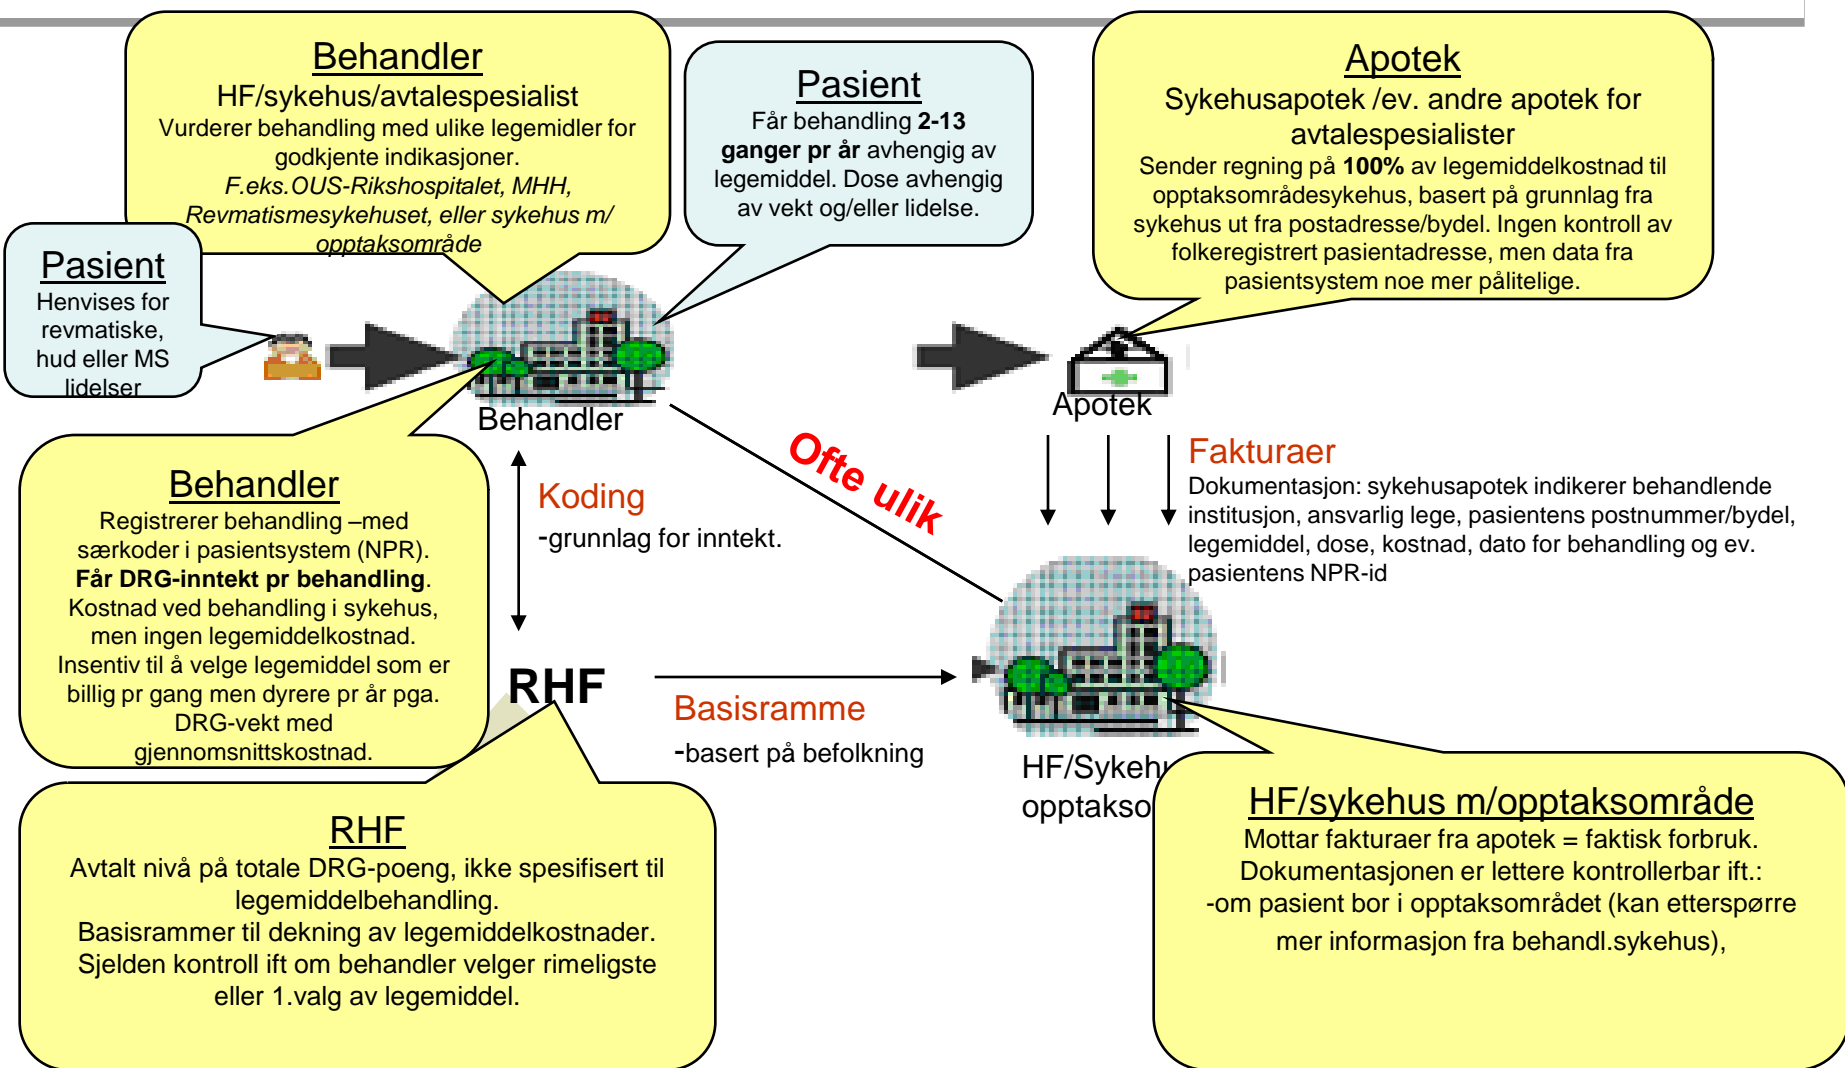 Behandler
HF/sykehus/avtalespesialist
Vurderer behandling med ulike legemidler for
godkjente indikasjoner.
F.eks.OUS-Rikshospitalet, MHH,
Revmatismesykehuset, eller sykehus m/
opptaksområde
Pasient
Får behandling 2-13
ganger pr år avhengig av
legemiddel. Dose avhengig
av vekt og/eller lidelse.
Apotek
Sykehusapotek /ev. andre apotek for
avtalespesialister
Sender regning på 100% av legemiddelkostnad til
opptaksområdesykehus, basert på grunnlag fra
sykehus ut fra postadresse/bydel. Ingen kontroll av
folkeregistrert pasientadresse, men data fra
pasientsystem noe mer pålitelige.
Pasient
Henvises for
revmatiske,
hud eller MS
lidelser
Behandler
Apotek
Behandler
Registrerer behandling –med
særkoder i pasientsystem (NPR).
Får DRG-inntekt pr behandling.
Kostnad ved behandling i sykehus,
men ingen legemiddelkostnad.
Insentiv til å velge legemiddel som er
billig pr gang men dyrere pr år pga.
DRG-vekt med
gjennomsnittskostnad.
Koding
-grunnlag for inntekt.
Ofte ulik
Fakturaer
Dokumentasjon: sykehusapotek indikerer behandlende
institusjon, ansvarlig lege, pasientens postnummer/bydel,
legemiddel, dose, kostnad, dato for behandling og ev.
pasientens NPR-id
RHF
Basisramme
-basert på befolkning
HF/Sykehu
opptakso
RHF
Avtalt nivå på totale DRG-poeng, ikke spesifisert til
legemiddelbehandling.
Basisrammer til dekning av legemiddelkostnader.
Sjelden kontroll ift om behandler velger rimeligste
eller 1.valg av legemiddel.
HF/sykehus m/opptaksområde
Mottar fakturaer fra apotek = faktisk forbruk.
Dokumentasjonen er lettere kontrollerbar ift.:
-om pasient bor i opptaksområdet (kan etterspørre
mer informasjon fra behandl.sykehus),